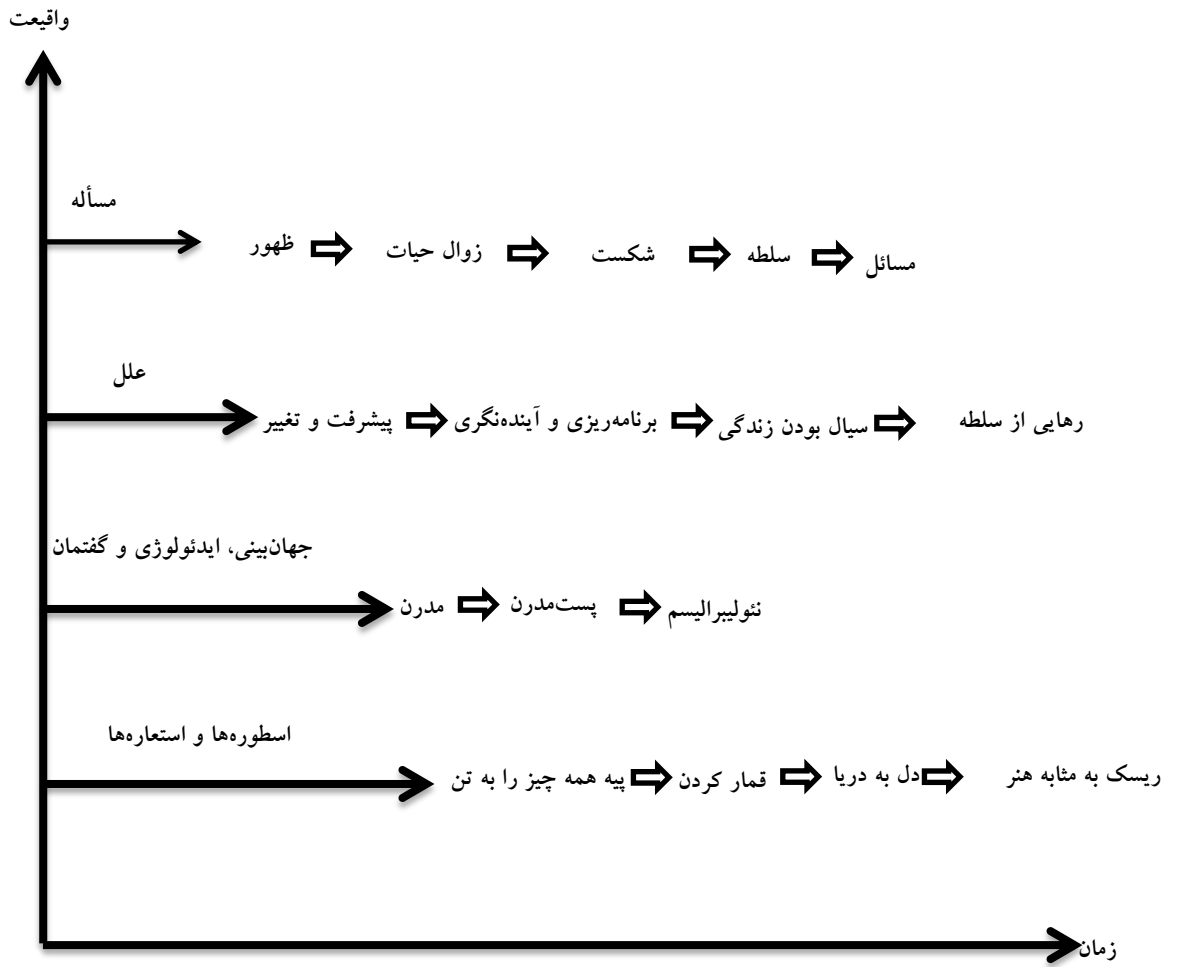 واقیعت
مسأله
ظهور زوال حیات شکست سلطه مسائل
علل
پیشرفت و تغییر برنامه‌ریزی و آینده‌نگری سیال بودن زندگی رهایی از سلطه
جهان‌بینی، ایدئولوژی و گفتمان
مدرن پست‌مدرن نئولیبرالیسم
اسطوره‌ها و استعاره‌ها
پیه همه چیز را به تن قمار کردن دل به دریا ریسک به مثابه هنر
زمان